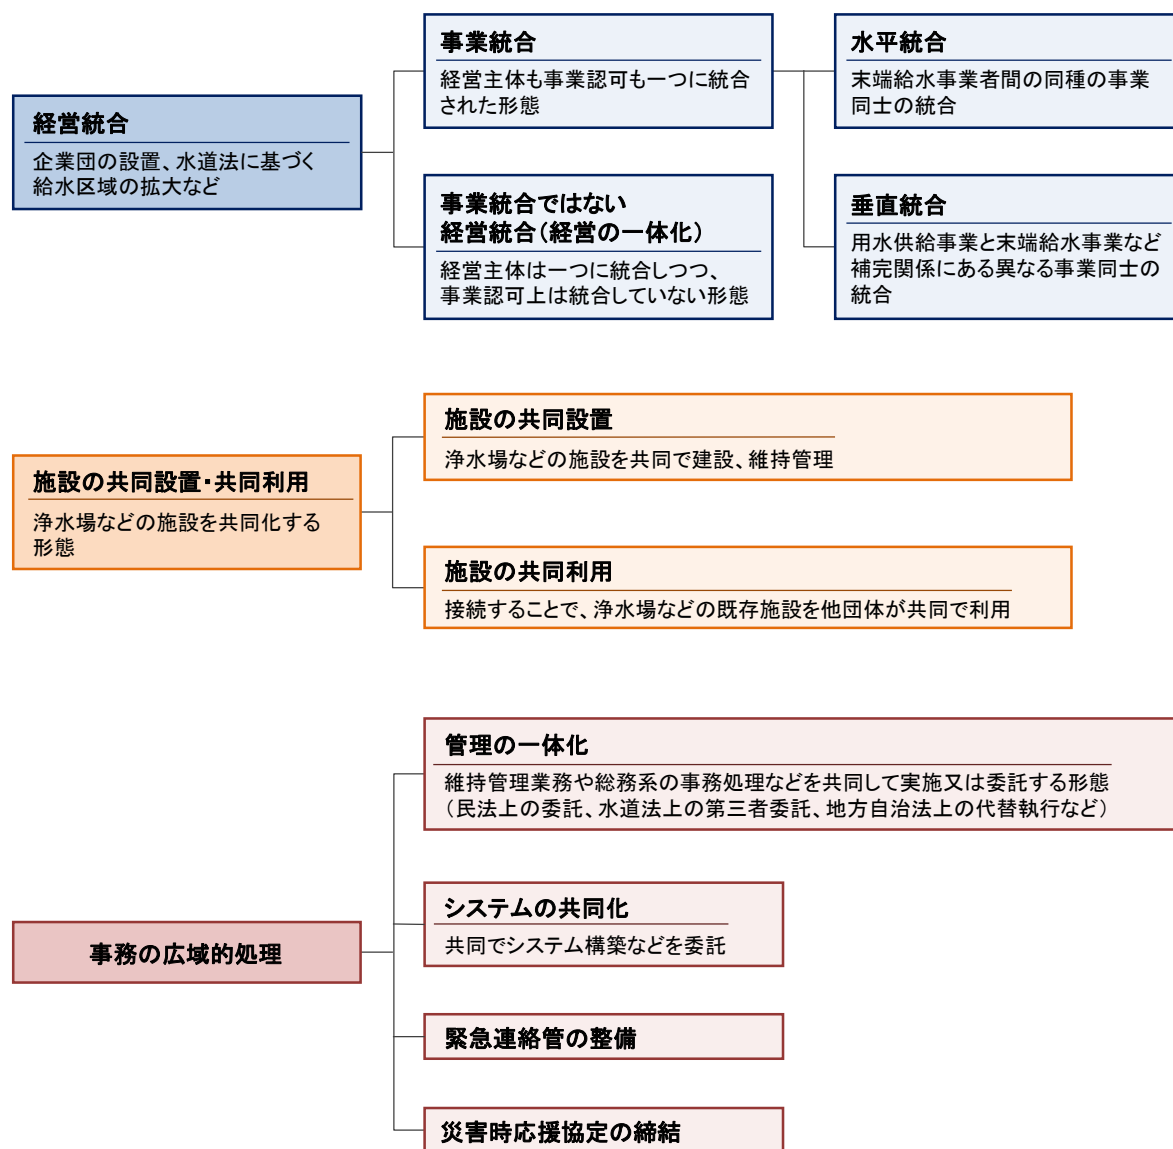 経営統合
企業団の設置、水道法に基づく
給水区域の拡大など
事業統合
経営主体も事業認可も一つに統合
された形態
水平統合
末端給水事業者間の同種の事業
同士の統合
事業統合ではない
経営統合(経営の一体化)
経営主体は一つに統合しつつ、
事業認可上は統合していない形態
垂直統合
用水供給事業と末端給水事業など
補完関係にある異なる事業同士の
統合
施設の共同設置・共同利用
浄水場などの施設を共同化する
形態
施設の共同設置
浄水場などの施設を共同で建設、維持管理
施設の共同利用
接続することで、浄水場などの既存施設を他団体が共同で利用
事務の広域的処理
管理の一体化
維持管理業務や総務系の事務処理などを共同して実施又は委託する形態
(民法上の委託、水道法上の第三者委託、地方自治法上の代替執行など)
システムの共同化
共同でシステム構築などを委託
緊急連絡管の整備
災害時応援協定の締結